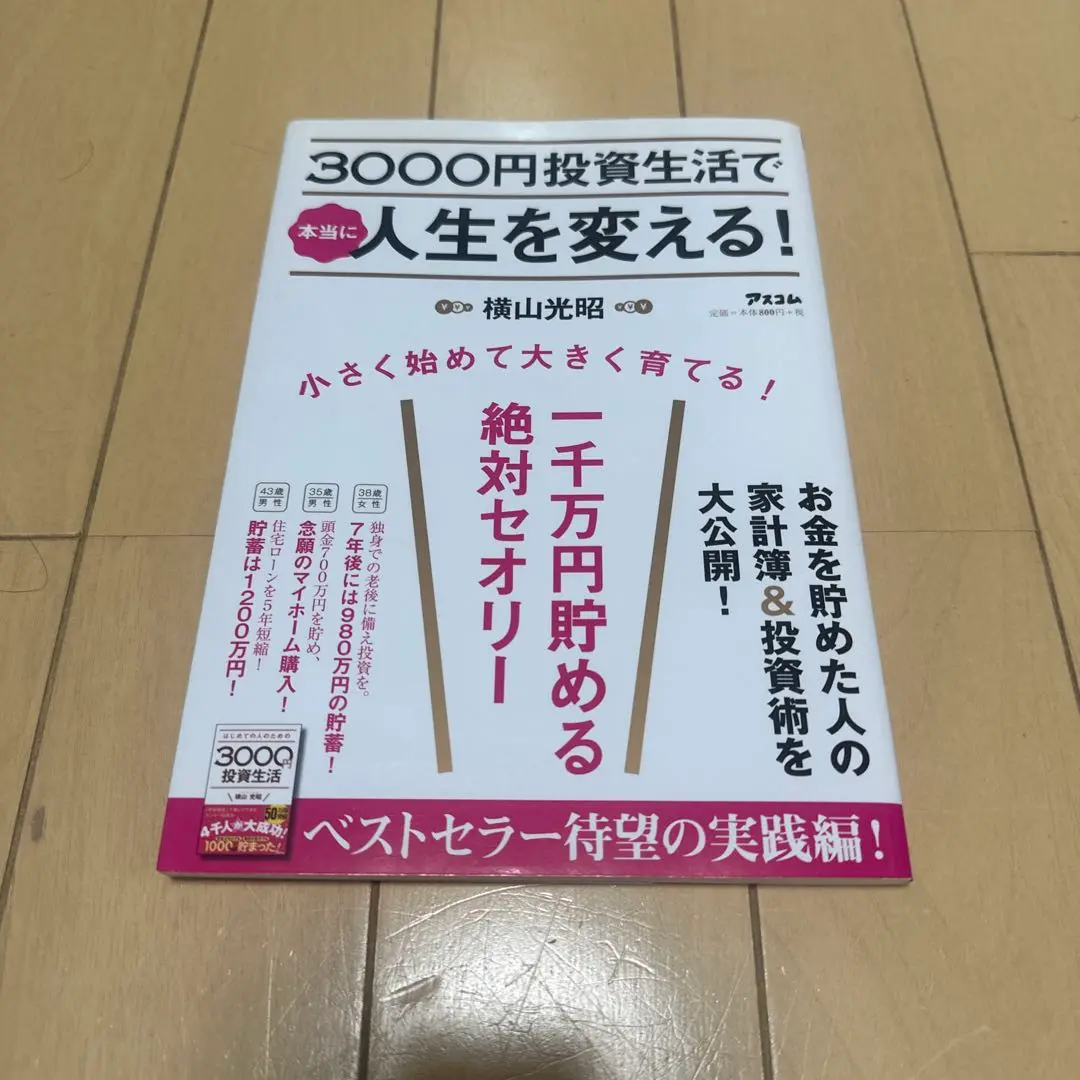 3000円投資生活で
本当に
人生を変える!
横山光昭
アスコム
定価=本体800円+税
小さく始めて大きく育てる!
一千万円貯める
絶対セオリー
お金を貯めた人の
家計簿&投資術を
大公開!
38歳
女性
独身での老後に備え投資を。
7年後には980万円の貯蓄!
35歳
男性
頭金700万円を貯め、
念願のマイホーム購入!
43歳
男性
住宅ローンを5年短縮!
貯蓄は1200万円!
はじめての人のための
3000円
投資生活
横山 光昭
50
4千人が大成功!
1000 貯まった!
ベストセラー待望の実践編!